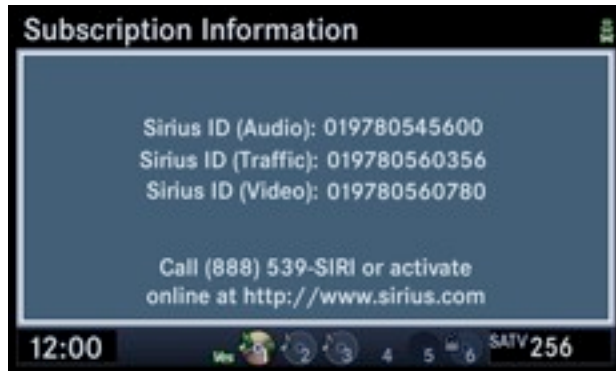 Subscription Information
Sirius ID (Audio): 019780545600
Sirius ID (Traffic): 019780560356
Sirius ID (Video): 019780560780
Call (888) 539-SIRI or activate
online at http://www.sirius.com
12:00 Ves 2 3 4 5 6 SATV 256